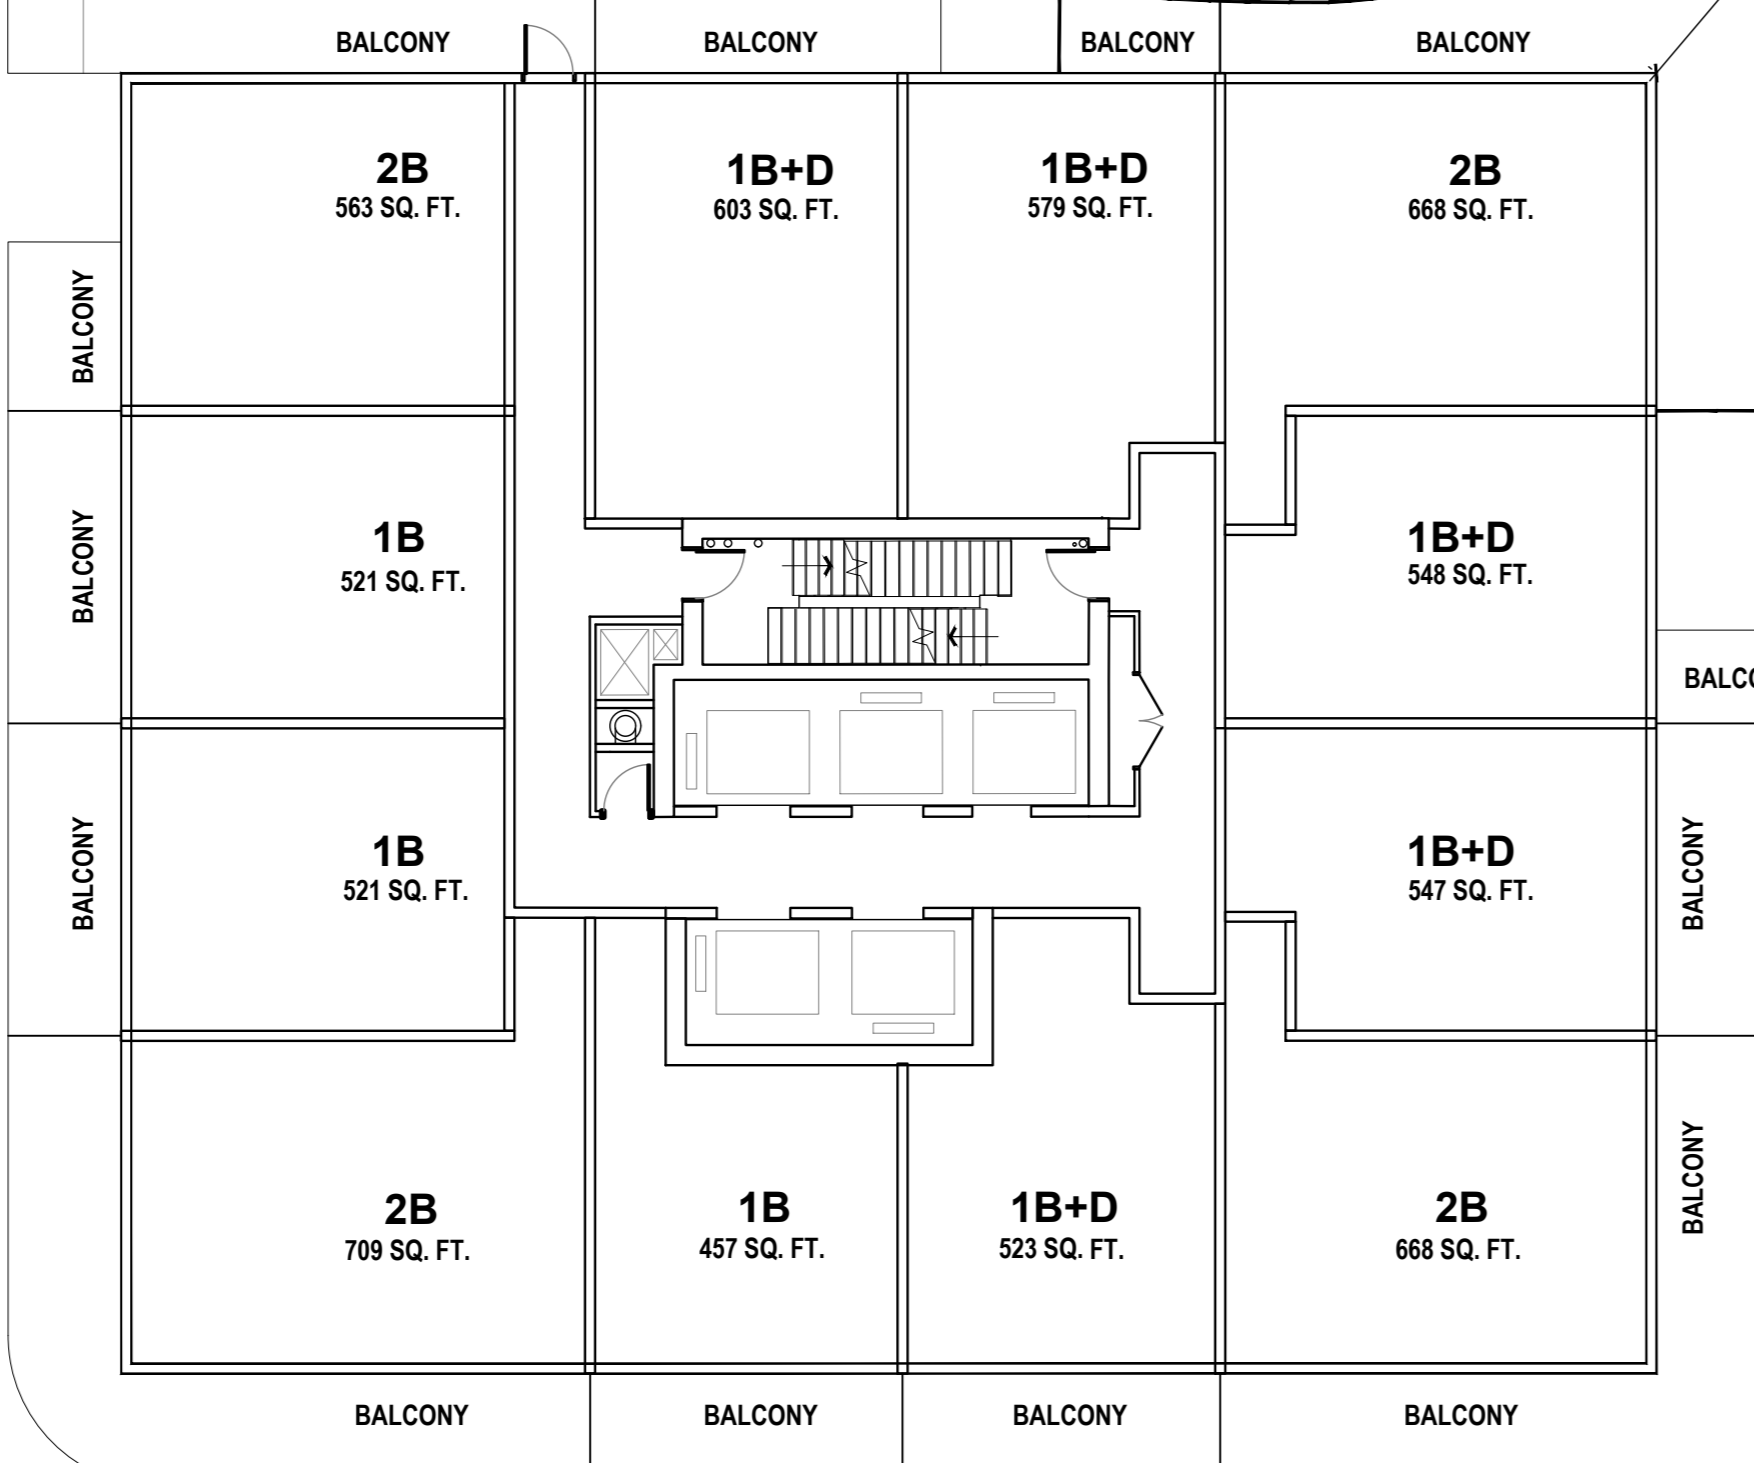 BALCONY
BALCONY
BALCONY
BALCONY
2B
563 SQ. FT.
1B+D
603 SQ. FT.
1B+D
579 SQ. FT.
2B
668 SQ. FT.
BALCONY
BALCONY
1B
521 SQ. FT.
1B+D
548 SQ. FT.
BALCO
BALCONY
1B
521 SQ. FT.
1B+D
547 SQ. FT.
BALCONY
2B
709 SQ. FT.
1B
457 SQ. FT.
1B+D
523 SQ. FT.
2B
668 SQ. FT.
BALCONY
BALCONY
BALCONY
BALCONY
BALCONY